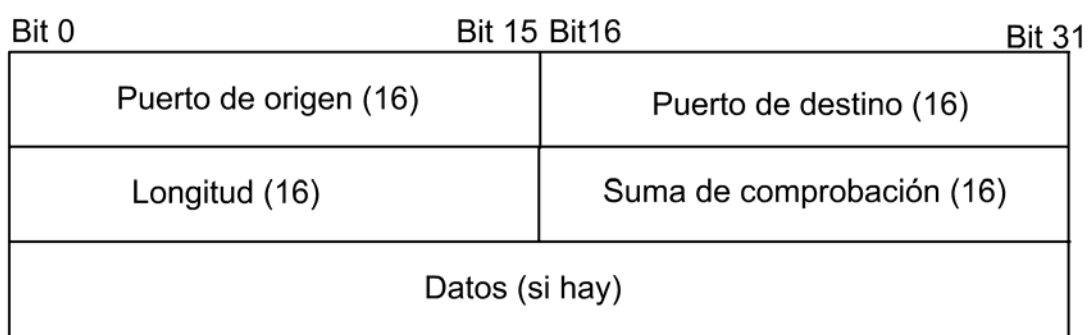 Bit 0 Bit 15 Bit16 Bit 31
Puerto de origen (16) Puerto de destino (16)
Longitud (16) Suma de comprobación (16)
Datos (si hay)